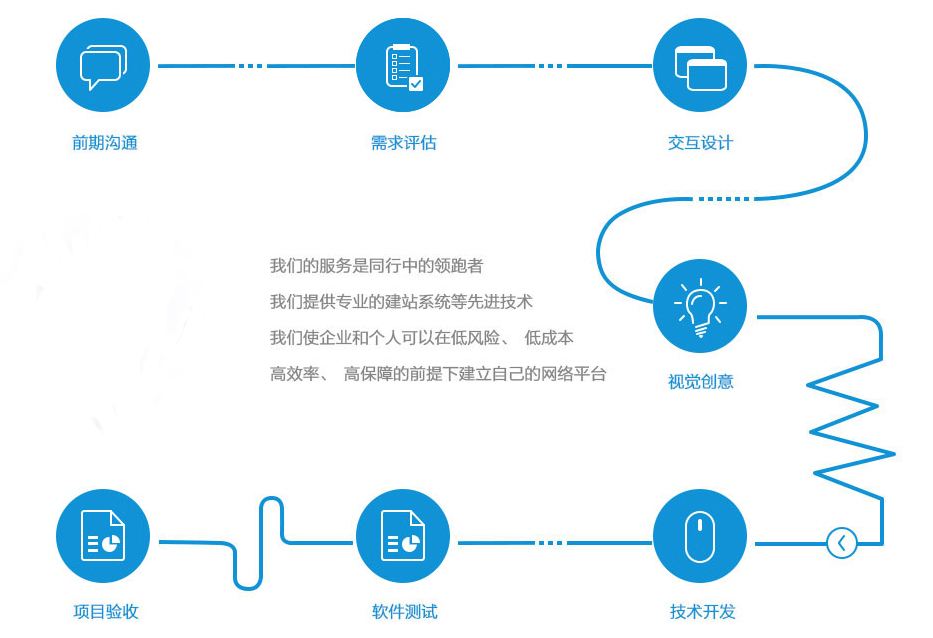 前期沟通
需求评估
交互设计
我们的服务是同行中的领跑者
我们提供专业的建站系统等先进技术
我们使企业和个人可以在低风险、 低成本
高效率、 高保障的前提下建立自己的网络平台
视觉创意
项目验收
软件测试
技术开发